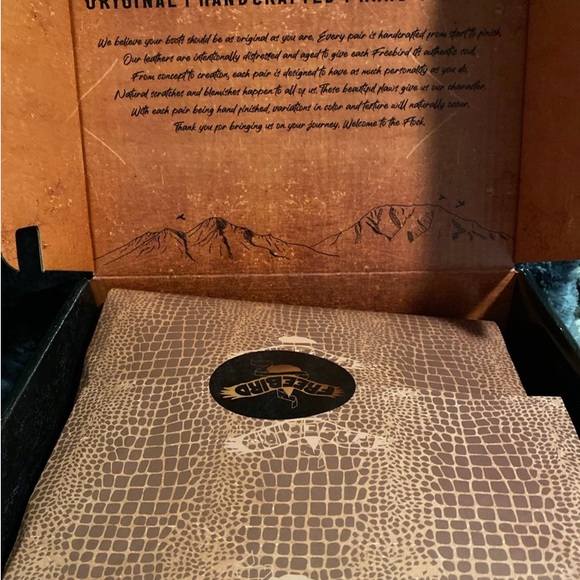 ORIGINAL | HANDCRAFTED |
We believe your boots should be as original as you are. Every pair is handcrafted from start to finish.
Our leathers are intentionally distressed and aged to give each Freebird its authentic soul.
From concept to creation, each pair is designed to have as much personality as you do.
Natural scratches and blemishes happen to all of us. These beautiful flaws give us our character.
With each pair being hand finished, variations in color and texture will naturally occur.
Thank you for bringing us on your journey. Welcome to the Flock.
FREEBIRD